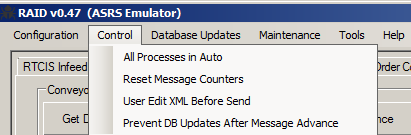 RAID v0.47 (ASRS Emulator)
Configuration Control Database Updates Maintenance Tools Help
All Processes in Auto
RTCIS Infeed Order Co
Reset Message Counters
Conveyo
User Edit XML Before Send
Get D ance
Prevent DB Updates After Message Advance